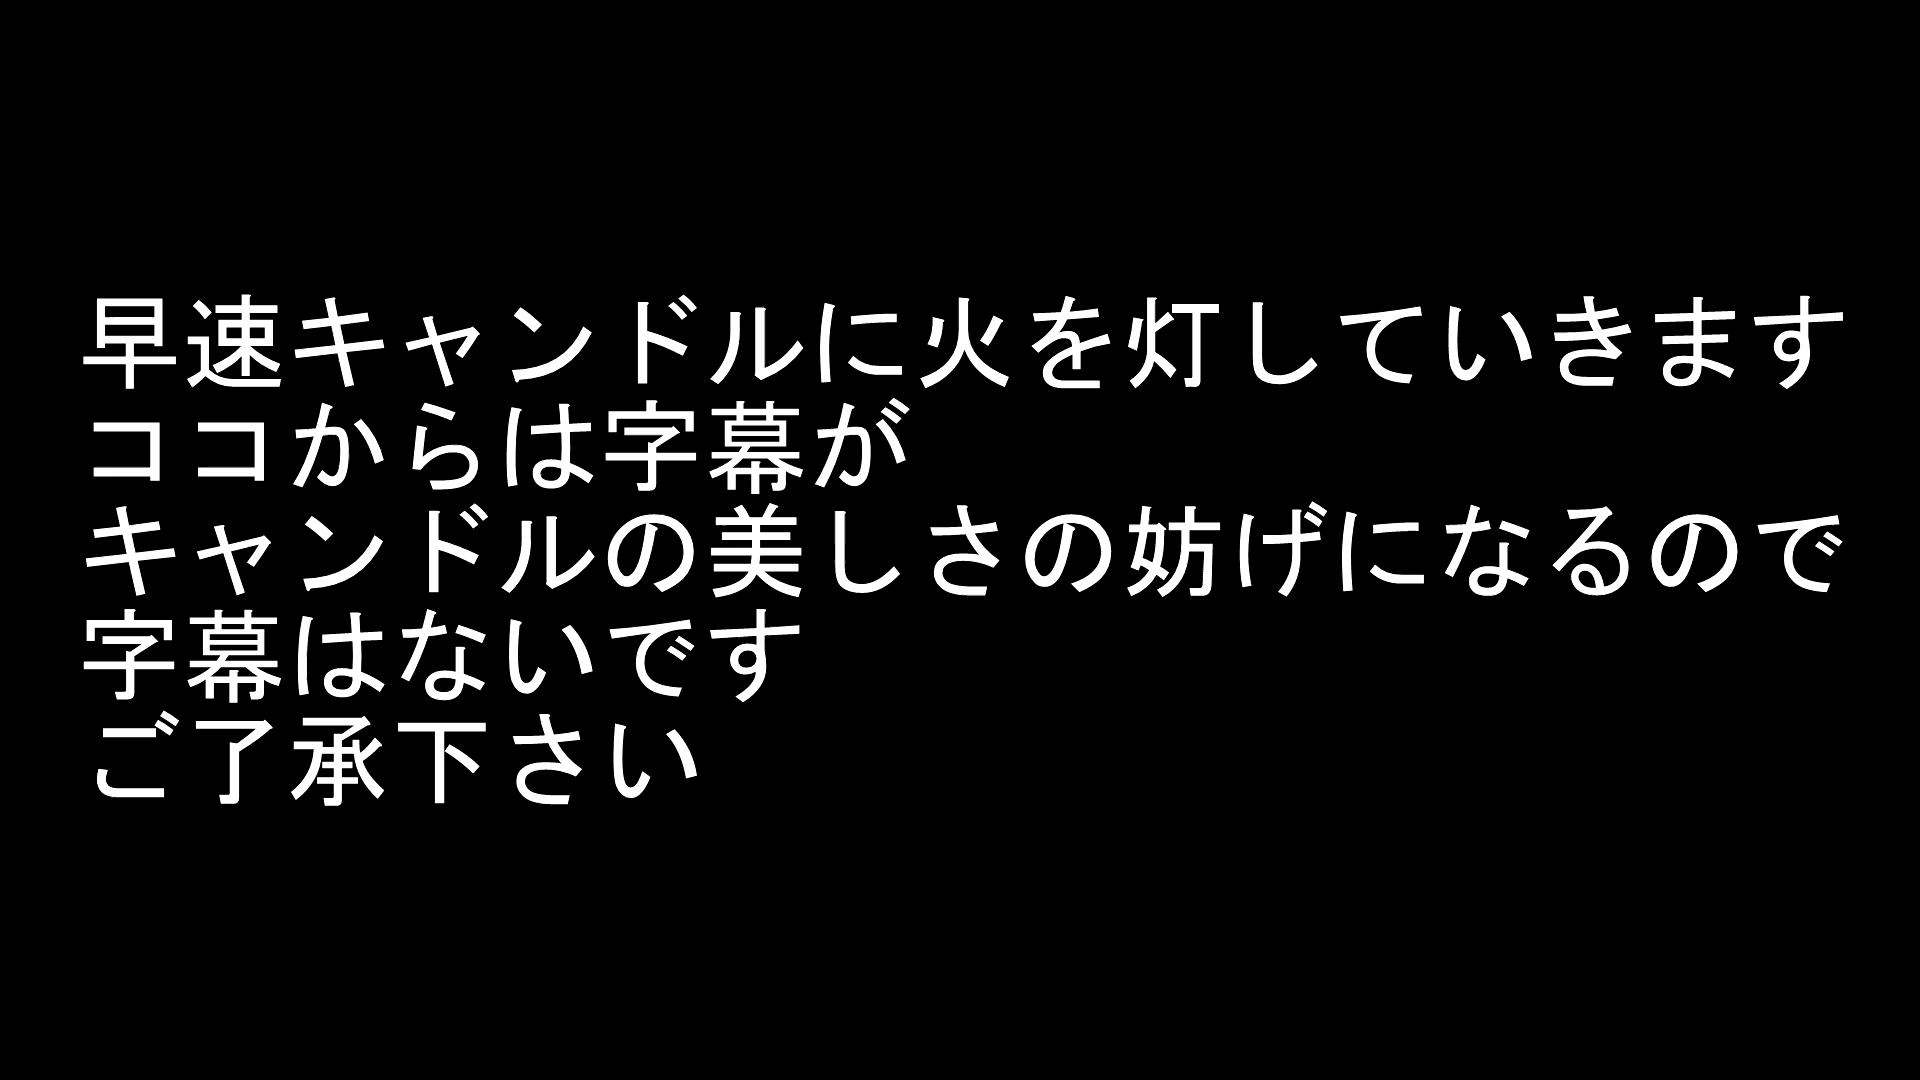 早速キャンドルに火を灯していきます
ココからは字幕が
キャンドルの美しさの妨げになるので
字幕はないです
ご了承下さい